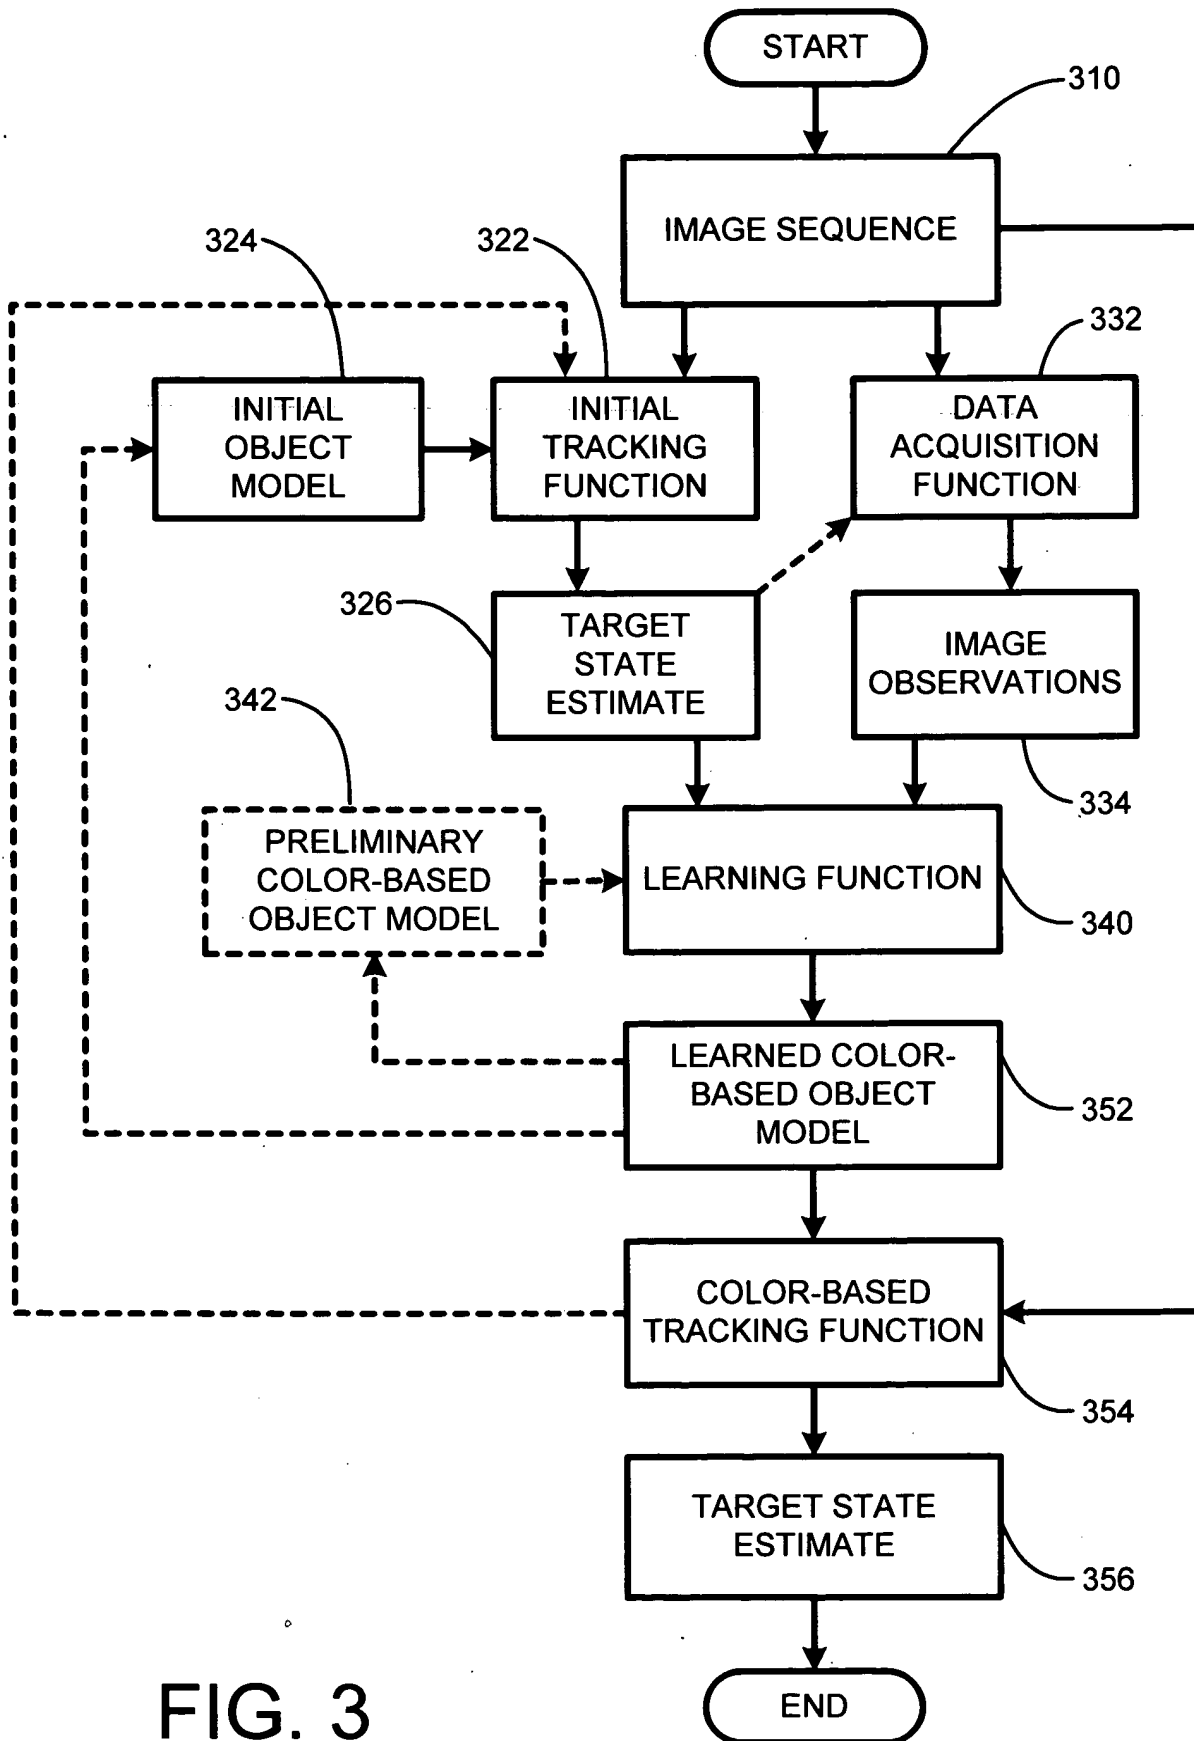 START
310
IMAGE SEQUENCE
324
322
332
INITIAL
OBJECT
MODEL
INITIAL
TRACKING
FUNCTION
DATA
ACQUISITION
FUNCTION
326
TARGET
STATE
ESTIMATE
IMAGE
OBSERVATIONS
342
334
PRELIMINARY
COLOR-BASED
OBJECT MODEL
LEARNING FUNCTION
340
LEARNED COLOR-
BASED OBJECT
MODEL
352
COLOR-BASED
TRACKING FUNCTION
354
TARGET STATE
ESTIMATE
356
END
FIG. 3